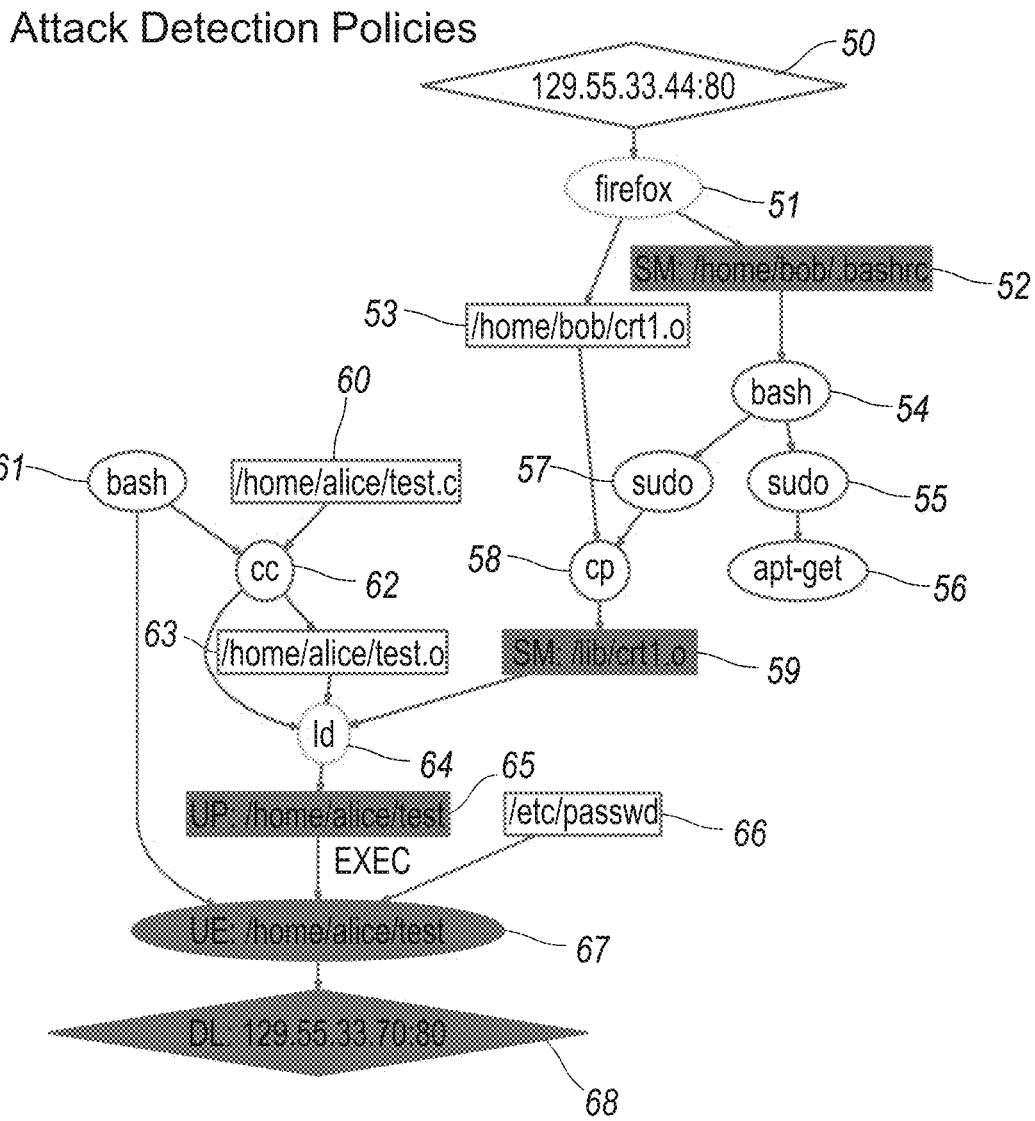 Attack Detection Policies
50
129.55.33.44:80
firefox
51
SM: /home/bob/.bashrc
52
53
/home/bob/crt1.o
60
bash
54
61
bash
/home/alice/test.c
57
sudo
sudo
55
cc
62
58
cp
apt-get
56
63
/home/alice/test.o
SM: /lib/crt1.o
59
ld
64
65
UP: /home/alice/test
/etc/passwd
66
EXEC
UE: /home/alice/test
67
DL: 129.55.33.70:80
68